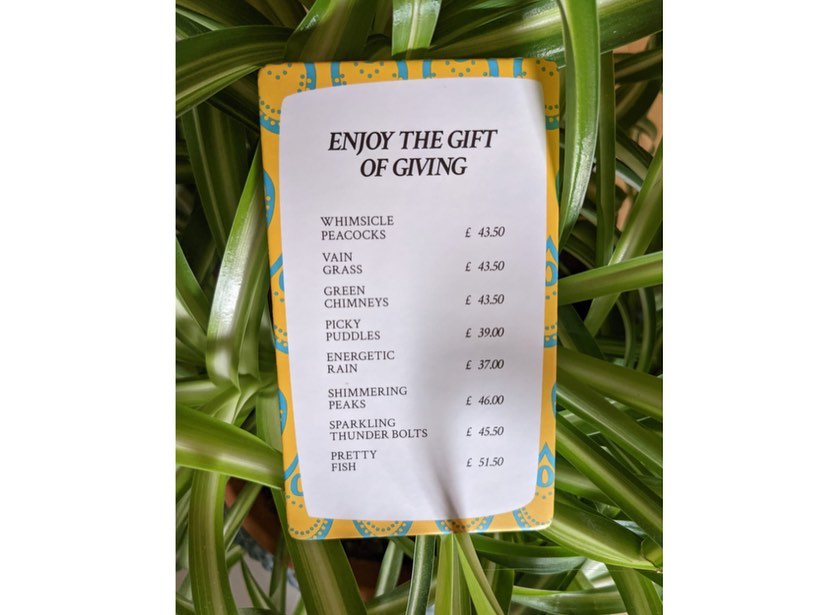 ENJOY THE GIFT
OF GIVING
WHIMSICLE
PEACOCKS £ 43.50
VAIN
GRASS £ 43.50
GREEN
CHIMNEYS £ 43.50
PICKY
PUDDLES £ 39.00
ENERGETIC
RAIN £ 37.00
SHIMMERING
PEAKS £ 46.00
SPARKLING
THUNDER BOLTS £ 45.50
PRETTY
FISH £ 51.50